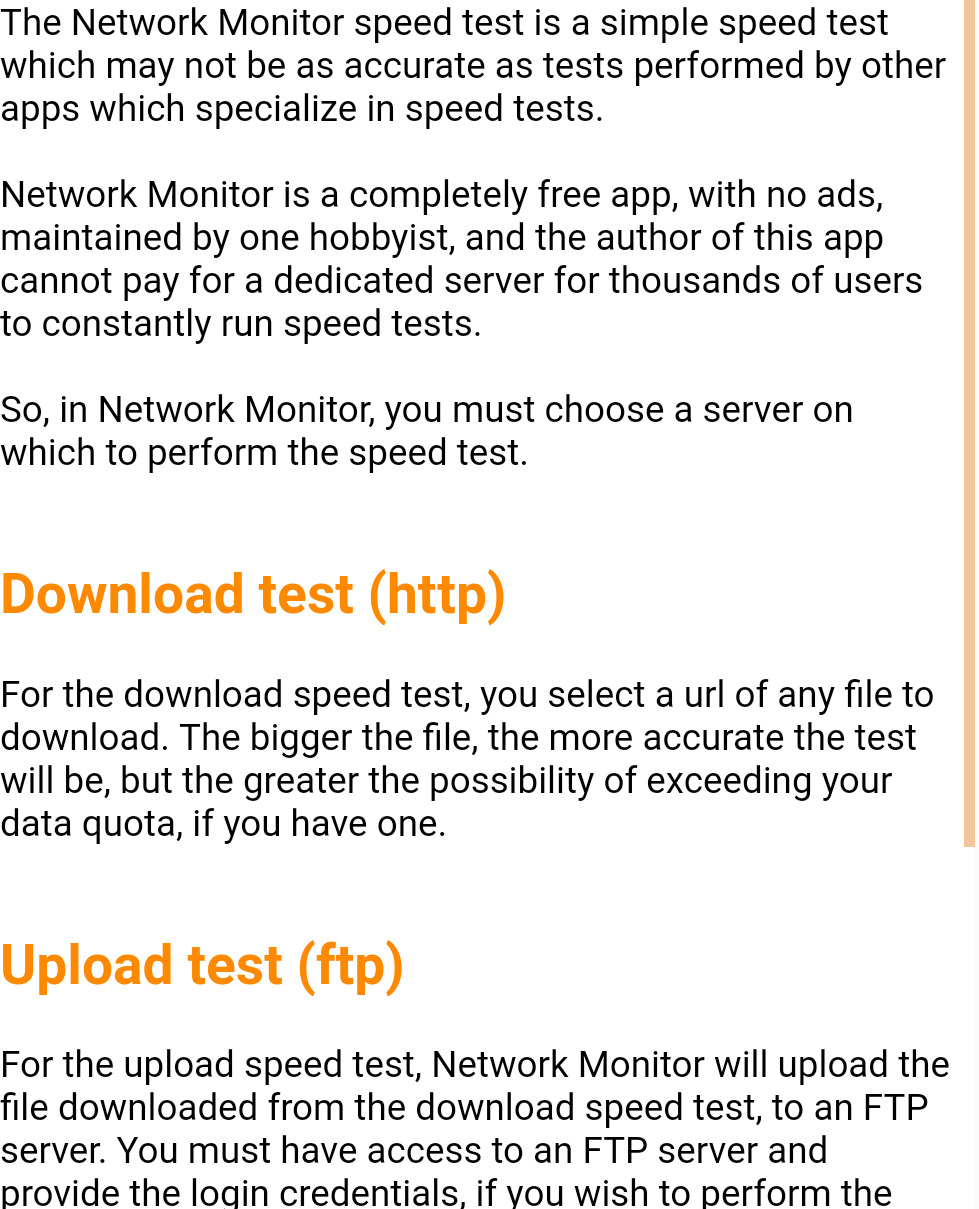 The Network Monitor speed test is a simple speed test
which may not be as accurate as tests performed by other
apps which specialize in speed tests.
Network Monitor is a completely free app, with no ads,
maintained by one hobbyist, and the author of this app
cannot pay for a dedicated server for thousands of users
to constantly run speed tests.
So, in Network Monitor, you must choose a server on
which to perform the speed test.
Download test (http)
For the download speed test, you select a url of any file to
download. The bigger the file, the more accurate the test
will be, but the greater the possibility of exceeding your
data quota, if you have one.
Upload test (ftp)
For the upload speed test, Network Monitor will upload the
file downloaded from the download speed test, to an FTP
server. You must have access to an FTP server and
provide the login credentials, if you wish to perform the